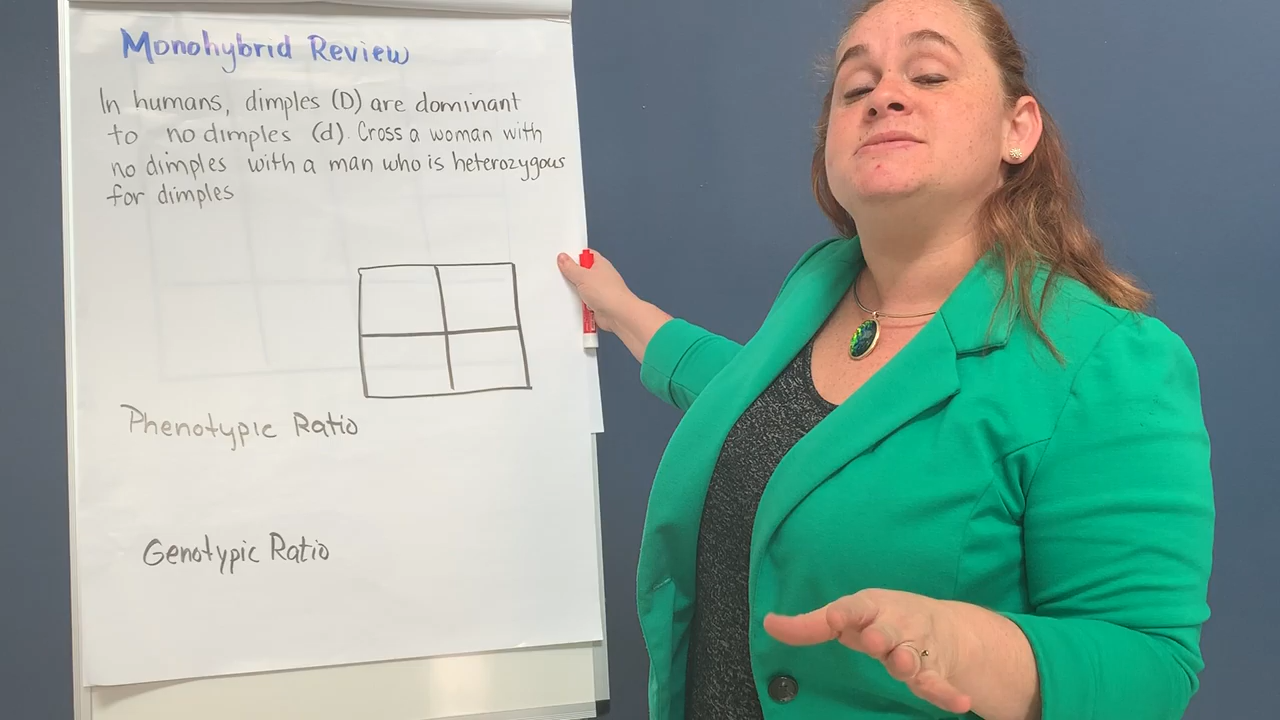 Monohybrid Review
In humans, dimples (D) are dominant
to no dimples (d). Cross a woman with
no dimples with a man who is heterozygous
for dimples
Phenotypic Ratio
Genotypic Ratio